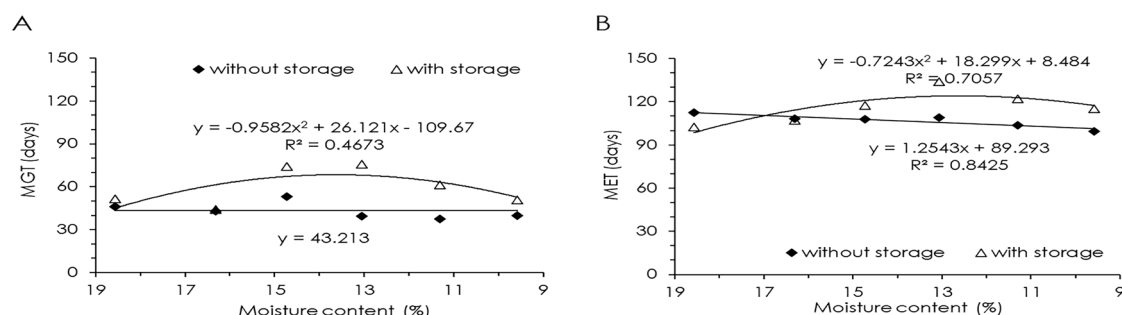 A
MGT (days)
150
120
90
60
30
0
without storage
with storage
y = -0.9582x² + 26.121x - 109.67
R² = 0.4673
y = 43.213
19 17 15 13 11 9
Moisture content (%)
B
MET (days)
150
120
90
60
30
0
y = -0.7243x² + 18.299x + 8.484
R² = 0.7057
y = 1.2543x + 89.293
R² = 0.8425
without storage
with storage
19 17 15 13 11 9
Moisture content (%)